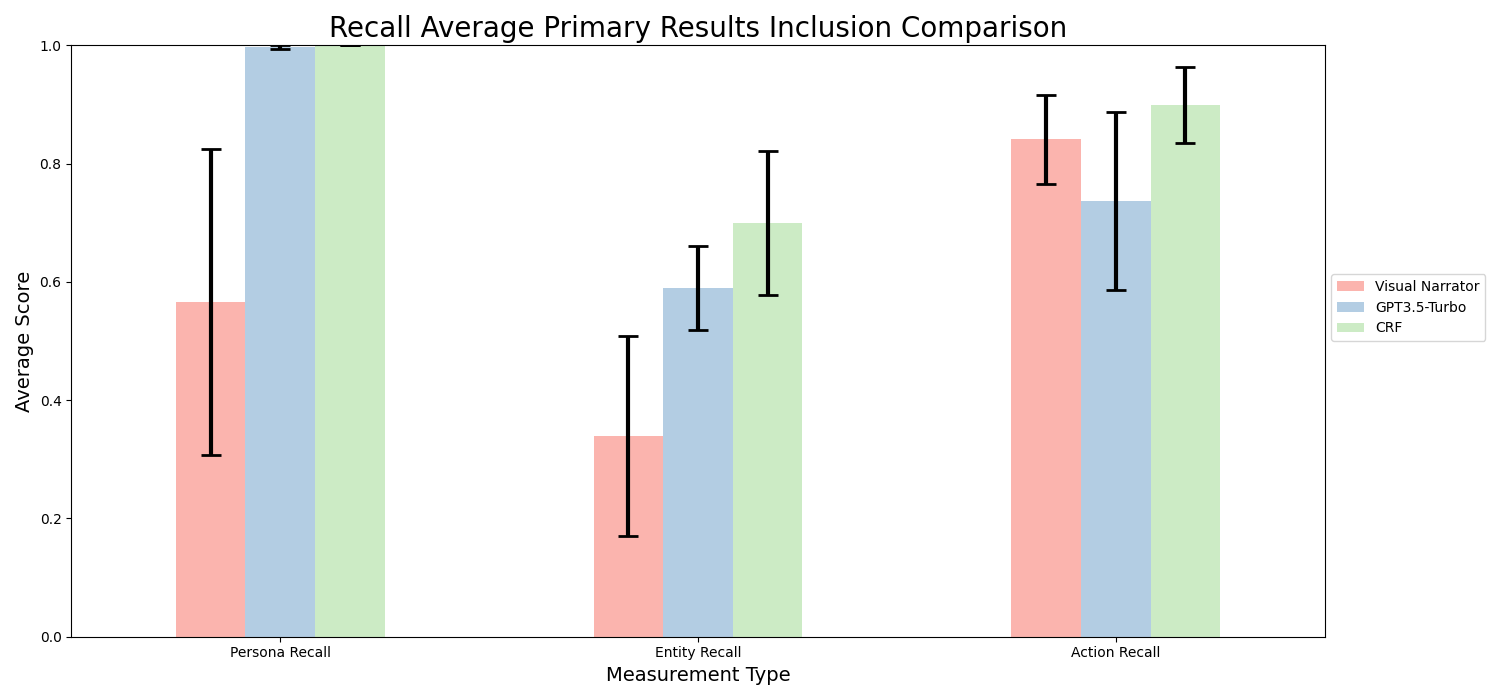 Recall Average Primary Results Inclusion Comparison
Average Score
1.0
0.8
0.6
0.4
0.2
0.0
Persona Recall
Entity Recall
Action Recall
Measurement Type
Visual Narrator
GPT3.5-Turbo
CRF